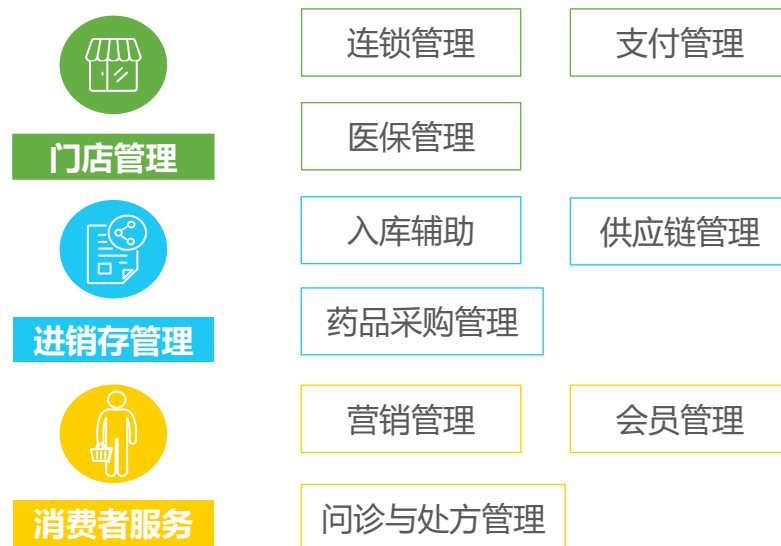 连锁管理
支付管理
医保管理
门店管理
入库辅助
供应链管理
药品采购管理
进销存管理
营销管理
会员管理
问诊与处方管理
消费者服务